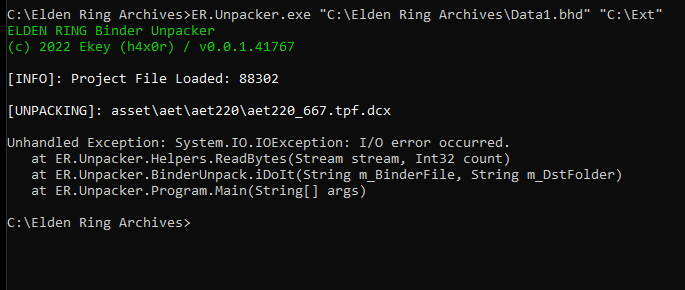 C:\Elden Ring Archives>ER.Unpacker.exe "C:\Elden Ring Archives\Data1.bhd" "C:\Ext"
ELDEN RING Binder Unpacker
(c) 2022 Ekey (h4x0r) / v0.0.1.41767
[INFO]: Project File Loaded: 88302
[UNPACKING]: asset\aet\aet220\aet220_667.tpf.dcx
Unhandled Exception: System.IO.IOException: I/O error occurred.
   at ER.Unpacker.Helpers.ReadBytes(Stream stream, Int32 count)
   at ER.Unpacker.BinderUnpack.iDoIt(String m_BinderFile, String m_DstFolder)
   at ER.Unpacker.Program.Main(String[] args)
C:\Elden Ring Archives>